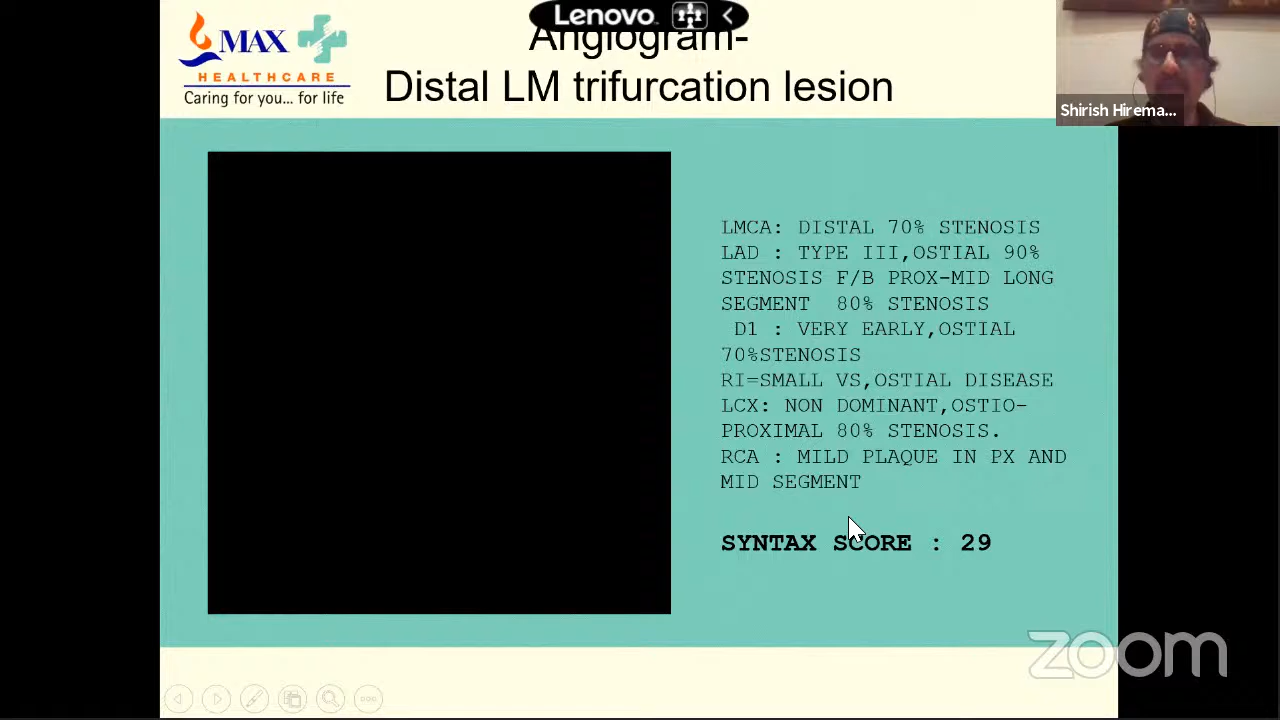 Lenovo
MAX
HEALTHCARE
Caring for you... for life
Angiogram-
Distal LM trifurcation lesion
Shirish Hirema...
LMCA: DISTAL 70% STENOSIS
LAD : TYPE III,OSTIAL 90%
STENOSIS F/B PROX-MID LONG
SEGMENT 80% STENOSIS
D1 : VERY EARLY,OSTIAL
70%STENOSIS
RI=SMALL VS,OSTIAL DISEASE
LCX: NON DOMINANT,OSTIO-
PROXIMAL 80% STENOSIS.
RCA : MILD PLAQUE IN PX AND
MID SEGMENT
SYNTAX SCORE : 29
zoom